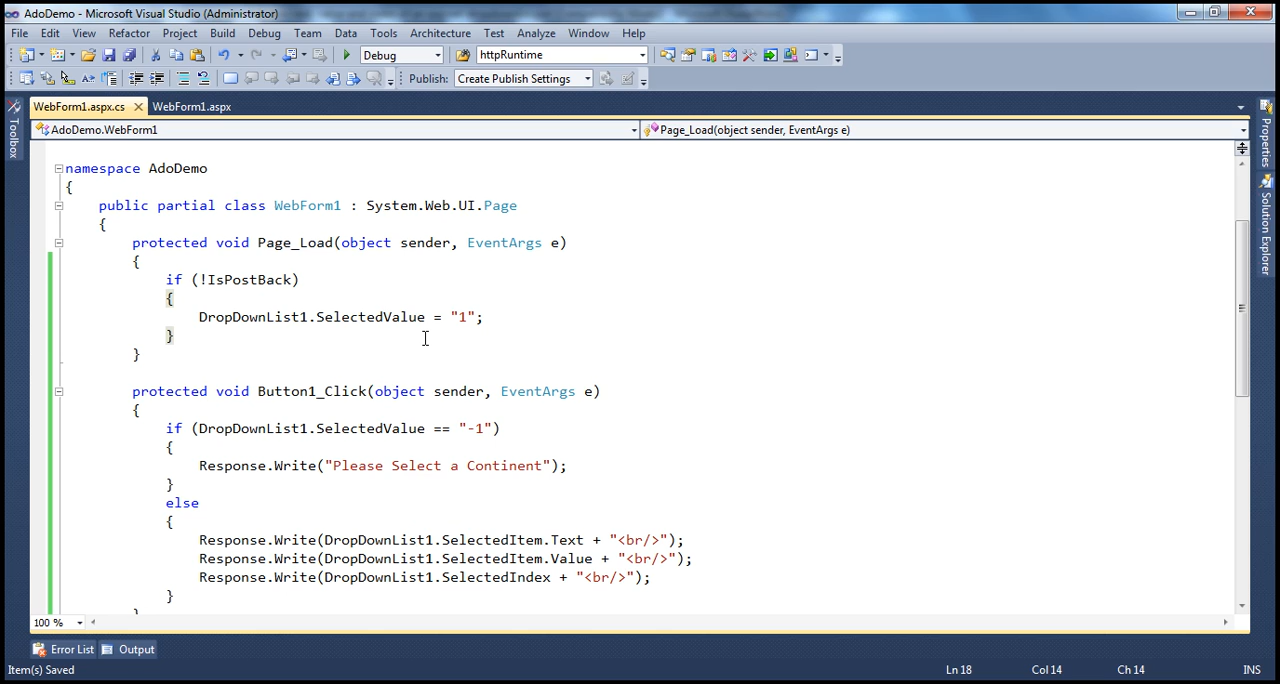 AdoDemo - Microsoft Visual Studio (Administrator)
File Edit View Refactor Project Build Debug Team Data Tools Architecture Test Analyze Window Help
Debug httpRuntime
Publish: Create Publish Settings
WebForm1.aspx.cs WebForm1.aspx
AdoDemo.WebForm1 Page_Load(object sender, EventArgs e)
Toolbox
Properties
Solution Explorer
namespace AdoDemo
{
public partial class WebForm1 : System.Web.UI.Page
{
protected void Page_Load(object sender, EventArgs e)
{
if (!IsPostBack)
{
DropDownList1.SelectedValue = "1";
}
}
protected void Button1_Click(object sender, EventArgs e)
{
if (DropDownList1.SelectedValue == "-1")
{
Response.Write("Please Select a Continent");
}
else
{
Response.Write(DropDownList1.SelectedItem.Text + "<br/>");
Response.Write(DropDownList1.SelectedItem.Value + "<br/>");
Response.Write(DropDownList1.SelectedIndex + "<br/>");
}
}
100 %
Error List Output
Item(s) Saved Ln 18 Col 14 Ch 14 INS